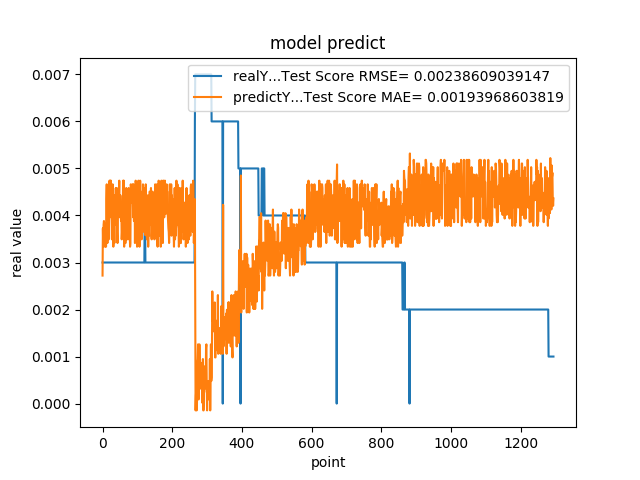 model predict
realY...Test Score RMSE= 0.00238609039147
predictY...Test Score MAE= 0.00193968603819
0.007
0.006
0.005
0.004
0.003
0.002
0.001
0.000
real value
0 200 400 600 800 1000 1200
point